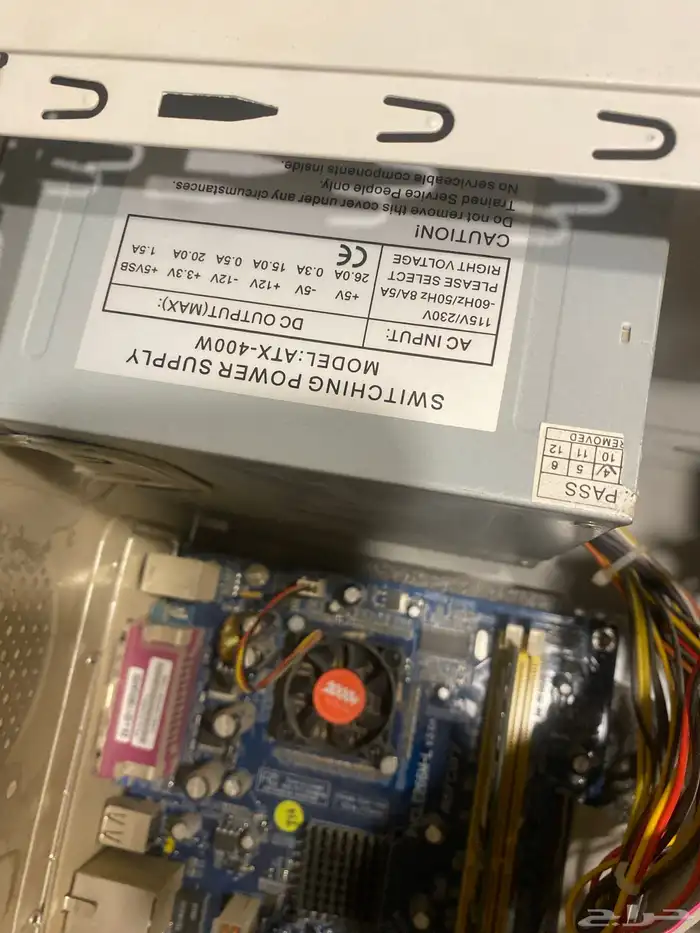 SWITCHING POWER SUPPLY
MODEL:ATX-400W
AC INPUT:
115V/230V
-60Hz/50Hz 8A/5A
PLEASE SELECT
RIGHT VOLTAGE
DC OUTPUT(MAX):
+5V -5V +12V -12V +3.3V +5VSB
26.0A 0.3A 15.0A 0.5A 20.0A 1.5A
CE
CAUTION!
Do not remove this cover under any circumstances.
Trained Service People only.
No serviceable components inside.
PASS
4 5 6
10 11 12
REMOVED
حراج